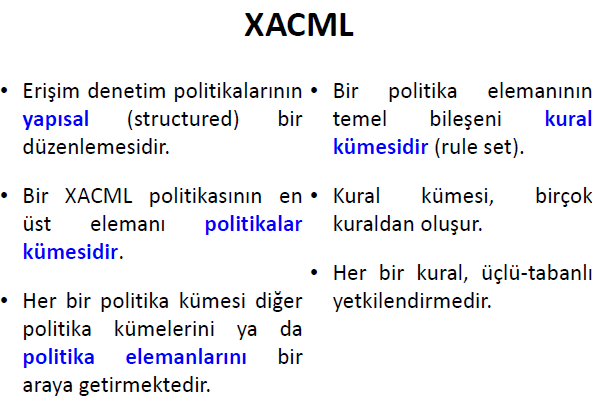 XACML
• Erişim denetim politikalarının
yapısal (structured) bir
düzenlemesidir.
• Bir XACML politikasının en
üst elemanı politikalar
kümesidir.
• Her bir politika kümesi diğer
politika kümelerini ya da
politika elemanlarını bir
araya getirmektedir.
• Bir politika elemanının
temel bileşeni kural
kümesidir (rule set).
• Kural kümesi, birçok
kuraldan oluşur.
• Her bir kural, üçlü-tabanlı
yetkilendirmedir.